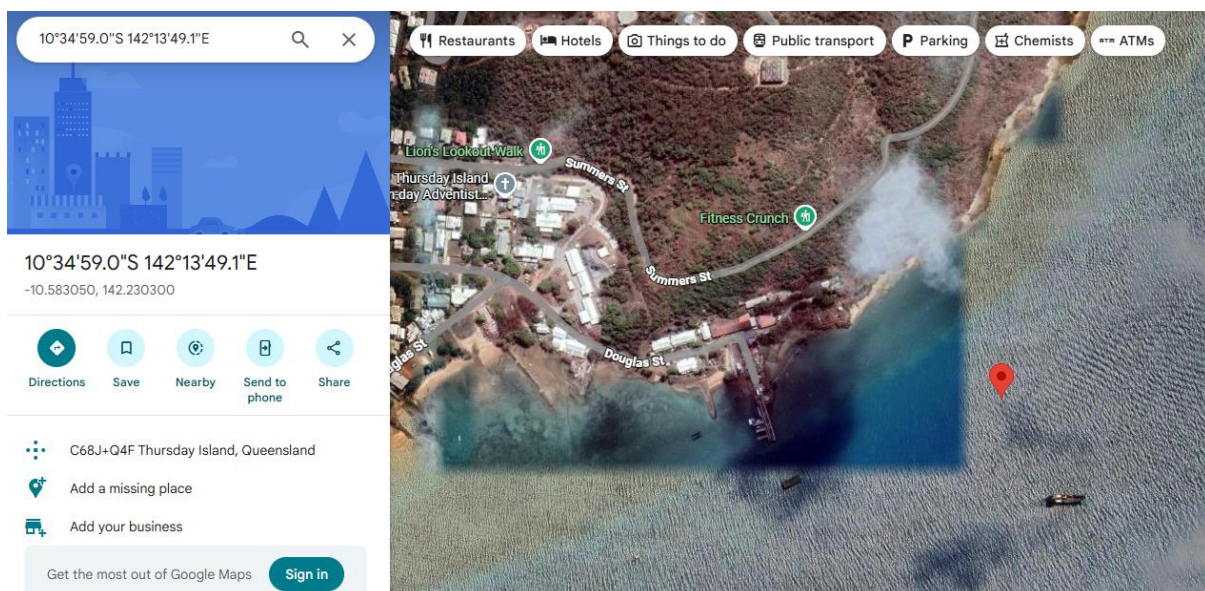 10°34'59.0"S 142°13'49.1"E
Restaurants
Hotels
Things to do
Public transport
P Parking
Chemists
ATM ATMs
10°34'59.0"S 142°13'49.1"E
-10.583050, 142.230300
Directions
Save
Nearby
Send to
phone
Share
C68J+Q4F Thursday Island, Queensland
Add a missing place
Add your business
Get the most out of Google Maps
Sign in
Lion's Lookout Walk
Summers St
Thursday Island
n-day Adventist...
Fitness Crunch
Summers St
Douglas St
glas St